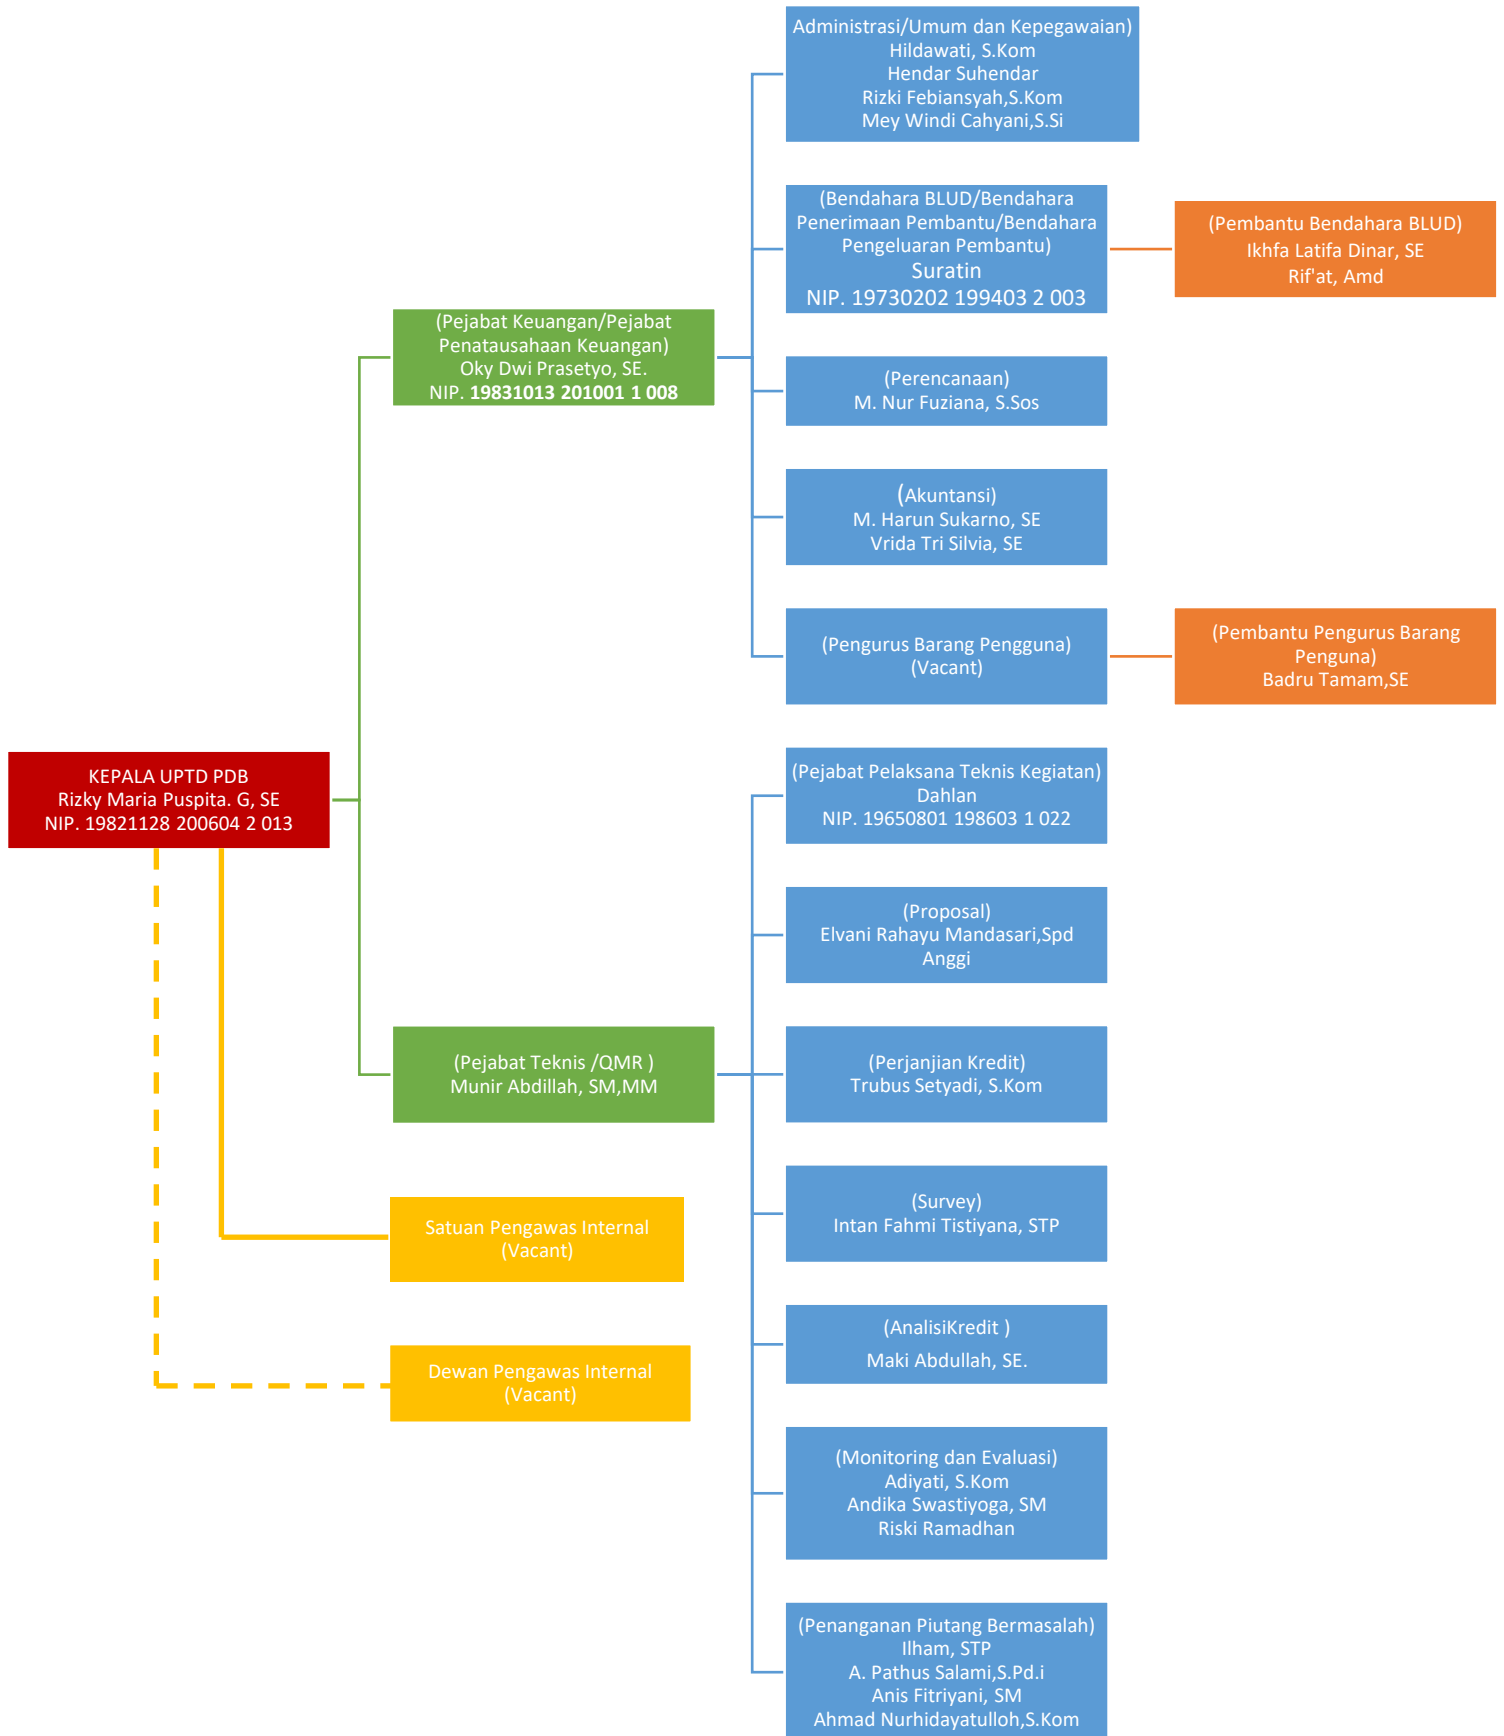 Administrasi/Umum dan Kepegawaian)
Hildawati, S.Kom
Hendar Suhendar
Rizki Febiansyah,S.Kom
Mey Windi Cahyani,S.Si
(Bendahara BLUD/Bendahara
Penerimaan Pembantu/Bendahara
Pengeluaran Pembantu)
Suratin
NIP. 19730202 199403 2 003
(Pembantu Bendahara BLUD)
Ikhfa Latifa Dinar, SE
Rif'at, Amd
(Pejabat Keuangan/Pejabat
Penatausahaan Keuangan)
Oky Dwi Prasetyo, SE.
NIP. 19831013 201001 1 008
(Perencanaan)
M. Nur Fuziana, S.Sos
(Akuntansi)
M. Harun Sukarno, SE
Vrida Tri Silvia, SE
(Pengurus Barang Pengguna)
(Vacant)
(Pembantu Pengurus Barang
Penguna)
Badru Tamam,SE
KEPALA UPTD PDB
Rizky Maria Puspita. G, SE
NIP. 19821128 200604 2 013
(Pejabat Pelaksana Teknis Kegiatan)
Dahlan
NIP. 19650801 198603 1 022
(Proposal)
Elvani Rahayu Mandasari,Spd
Anggi
(Pejabat Teknis /QMR )
Munir Abdillah, SM,MM
(Perjanjian Kredit)
Trubus Setyadi, S.Kom
(Survey)
Intan Fahmi Tistiyana, STP
Satuan Pengawas Internal
(Vacant)
(AnalisiKredit )
Maki Abdullah, SE.
Dewan Pengawas Internal
(Vacant)
(Monitoring dan Evaluasi)
Adiyati, S.Kom
Andika Swastiyoga, SM
Riski Ramadhan
(Penanganan Piutang Bermasalah)
Ilham, STP
A. Pathus Salami,S.Pd.i
Anis Fitriyani, SM
Ahmad Nurhidayatulloh,S.Kom